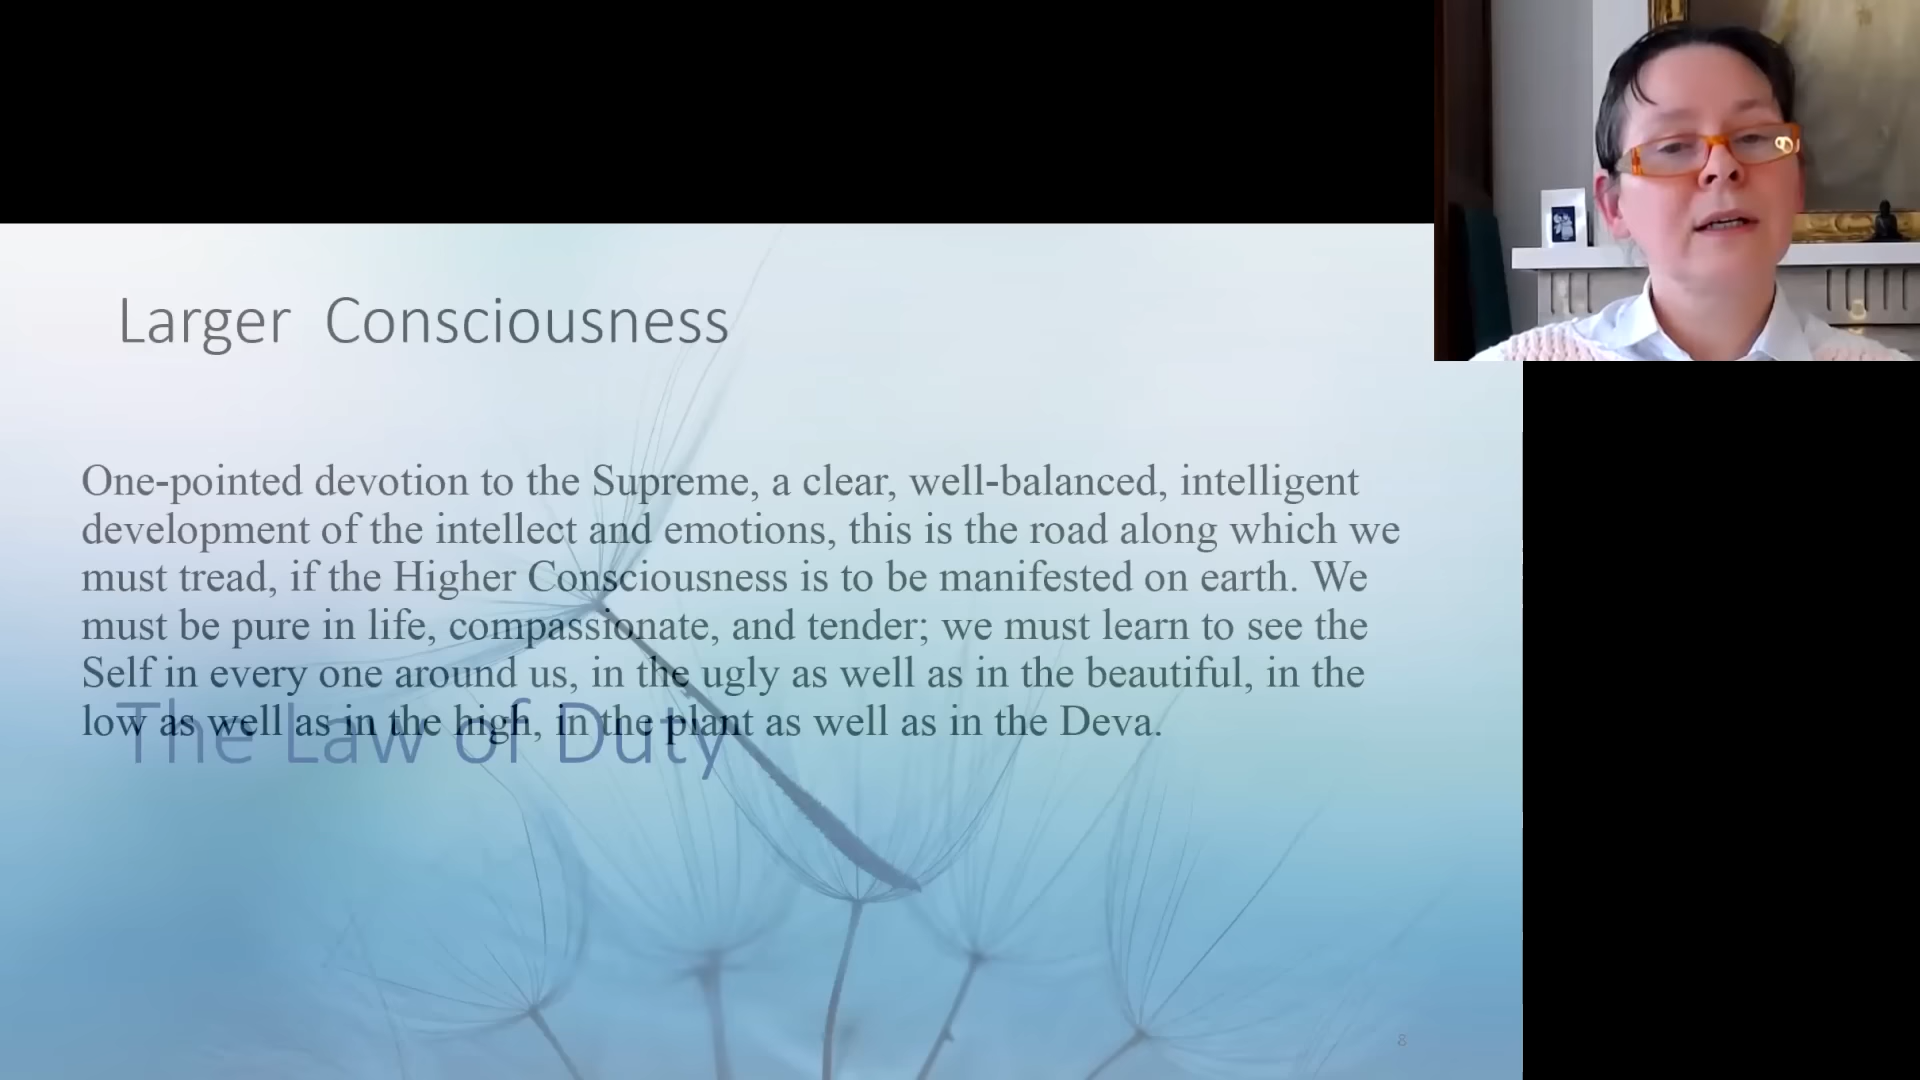 Larger Consciousness
One-pointed devotion to the Supreme, a clear, well-balanced, intelligent
development of the intellect and emotions, this is the road along which we
must tread, if the Higher Consciousness is to be manifested on earth. We
must be pure in life, compassionate, and tender; we must learn to see the
Self in every one around us, in the ugly as well as in the beautiful, in the
low as well as in the high, in the plant as well as in the Deva.
The Law of Duty
8